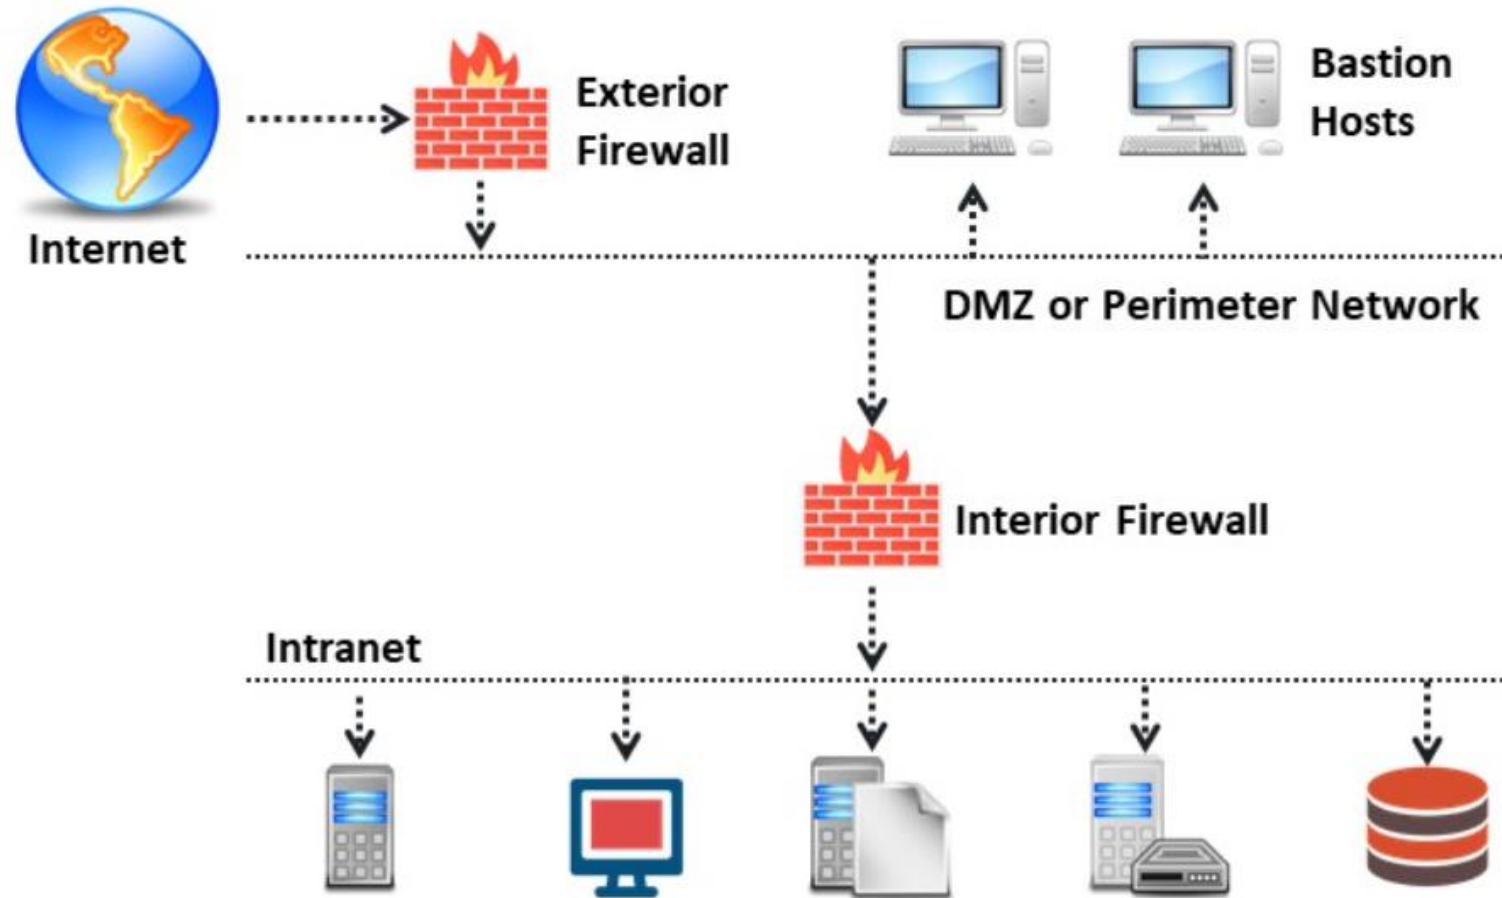 Internet
Exterior
Firewall
Bastion
Hosts
DMZ or Perimeter Network
Interior Firewall
Intranet